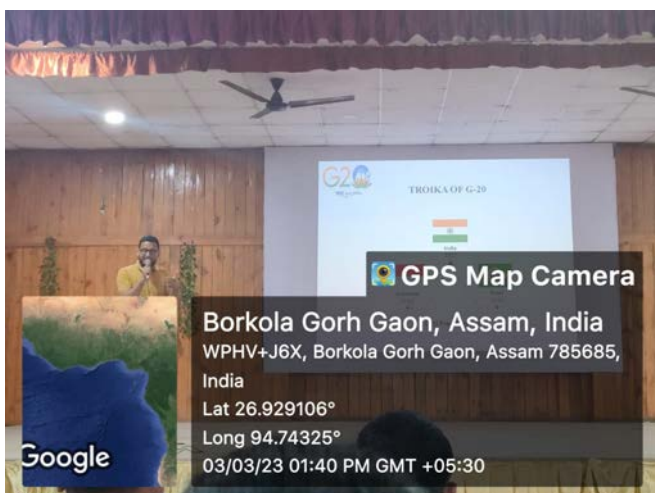 G20
TROIKA OF G-20
India
GPS Map Camera
Borkola Gorh Gaon, Assam, India
WPHV+J6X, Borkola Gorh Gaon, Assam 785685,
India
Lat 26.929106°
Long 94.74325°
03/03/23 01:40 PM GMT +05:30
Google